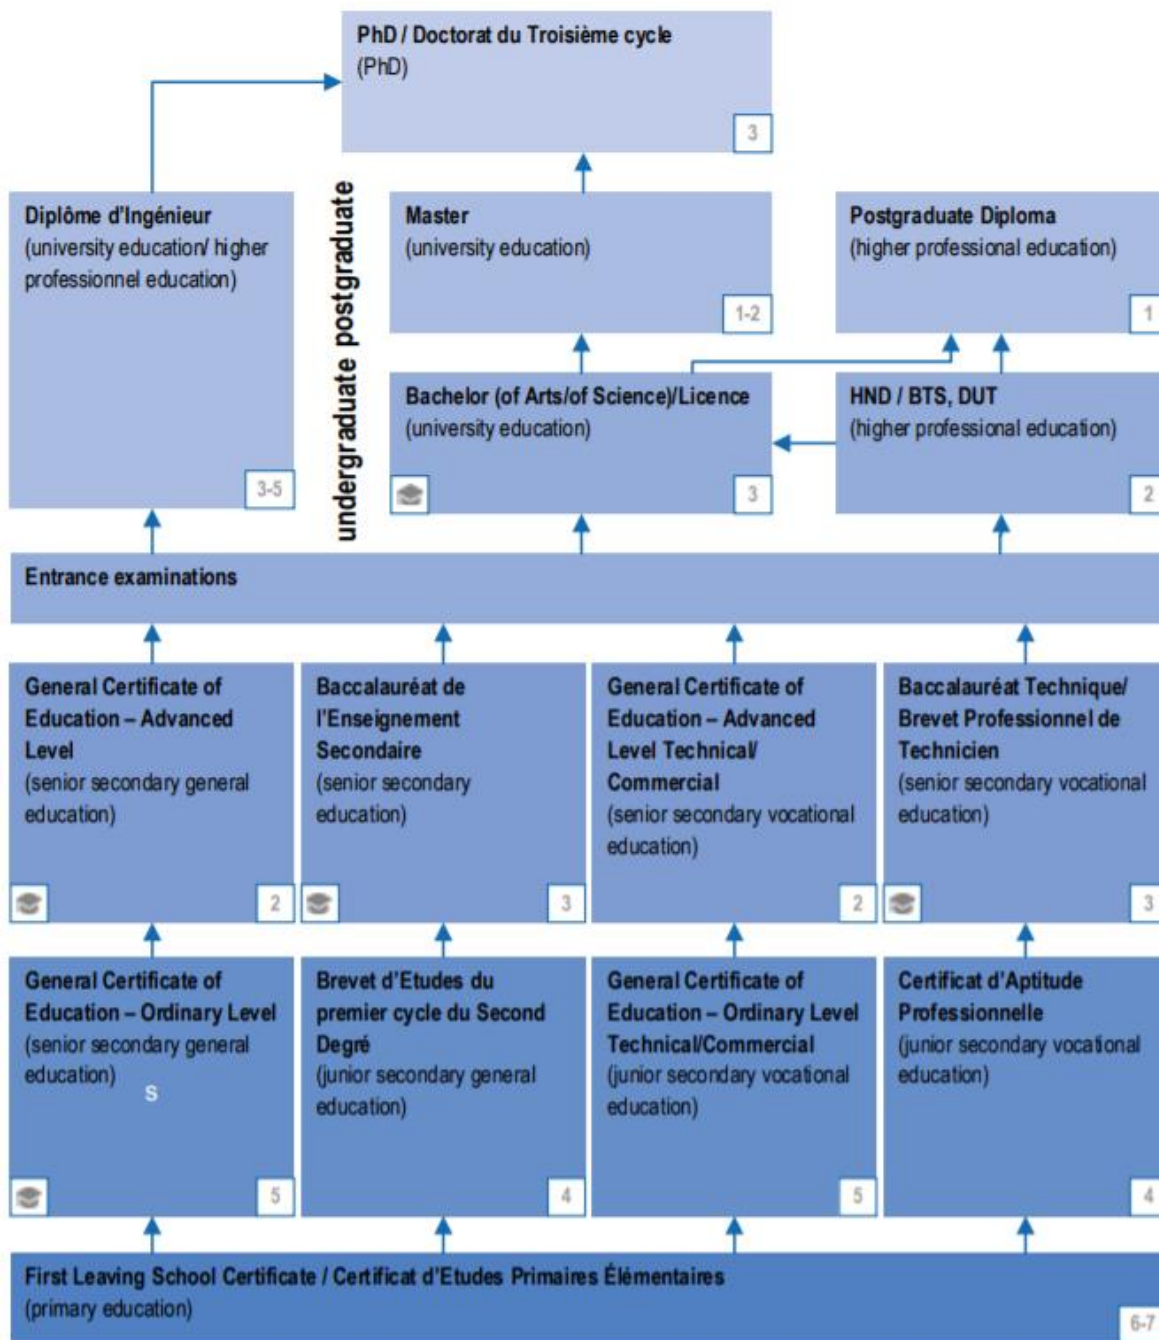 PhD / Doctorat du Troisième cycle
(PhD)
3
Diplôme d'Ingénieur
(university education/ higher
professionnel education)
3-5
undergraduate postgraduate
Master
(university education)
1-2
Postgraduate Diploma
(higher professional education)
1
Bachelor (of Arts/of Science)/Licence
(university education)
3
HND / BTS, DUT
(higher professional education)
2
Entrance examinations
General Certificate of
Education – Advanced
Level
(senior secondary general
education)
2
Baccalauréat de
l'Enseignement
Secondaire
(senior secondary
education)
3
General Certificate of
Education – Advanced
Level Technical/
Commercial
(senior secondary vocational
education)
2
Baccalauréat Technique/
Brevet Professionnel de
Technicien
(senior secondary vocational
education)
3
General Certificate of
Education – Ordinary Level
(senior secondary general
education)
S
5
Brevet d'Etudes du
premier cycle du Second
Degré
(junior secondary general
education)
4
General Certificate of
Education – Ordinary Level
Technical/Commercial
(junior secondary vocational
education)
5
Certificat d'Aptitude
Professionnelle
(junior secondary vocational
education)
4
First Leaving School Certificate / Certificat d'Etudes Primaires Élémentaires
(primary education)
6-7